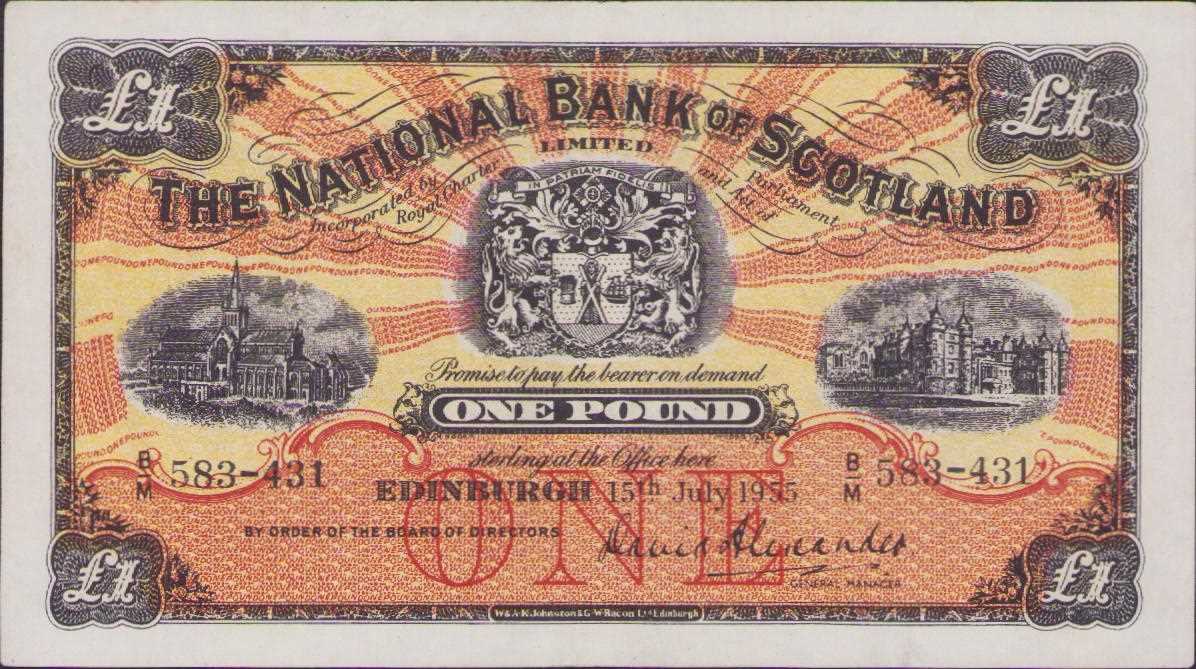 £1 £1
THE NATIONAL BANK OF SCOTLAND
LIMITED
Incorporated by Royal Charter and Act of Parliament
IN PATRIAM FIDELIS
Promise to pay the bearer on demand
ONE POUND
sterling at the Office here
B/M 583-431 B/M 583-431
EDINBURGH 15th July 1955
BY ORDER OF THE BOARD OF DIRECTORS David Alexander
GENERAL MANAGER
ONE
£1 £1
W. & A. K. Johnston & G. W. Bacon Ltd Edinburgh